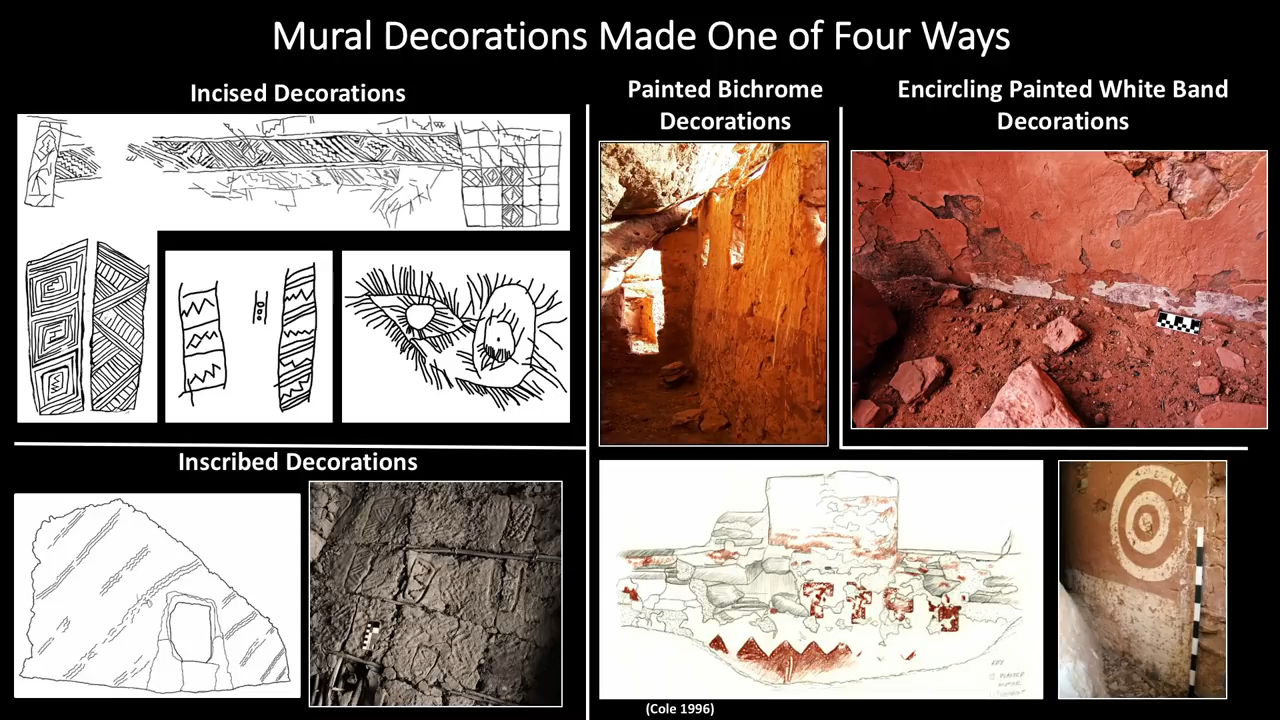 Mural Decorations Made One of Four Ways
Incised Decorations
Painted Bichrome
Decorations
Encircling Painted White Band
Decorations
Inscribed Decorations
KEY
(Cole 1996)